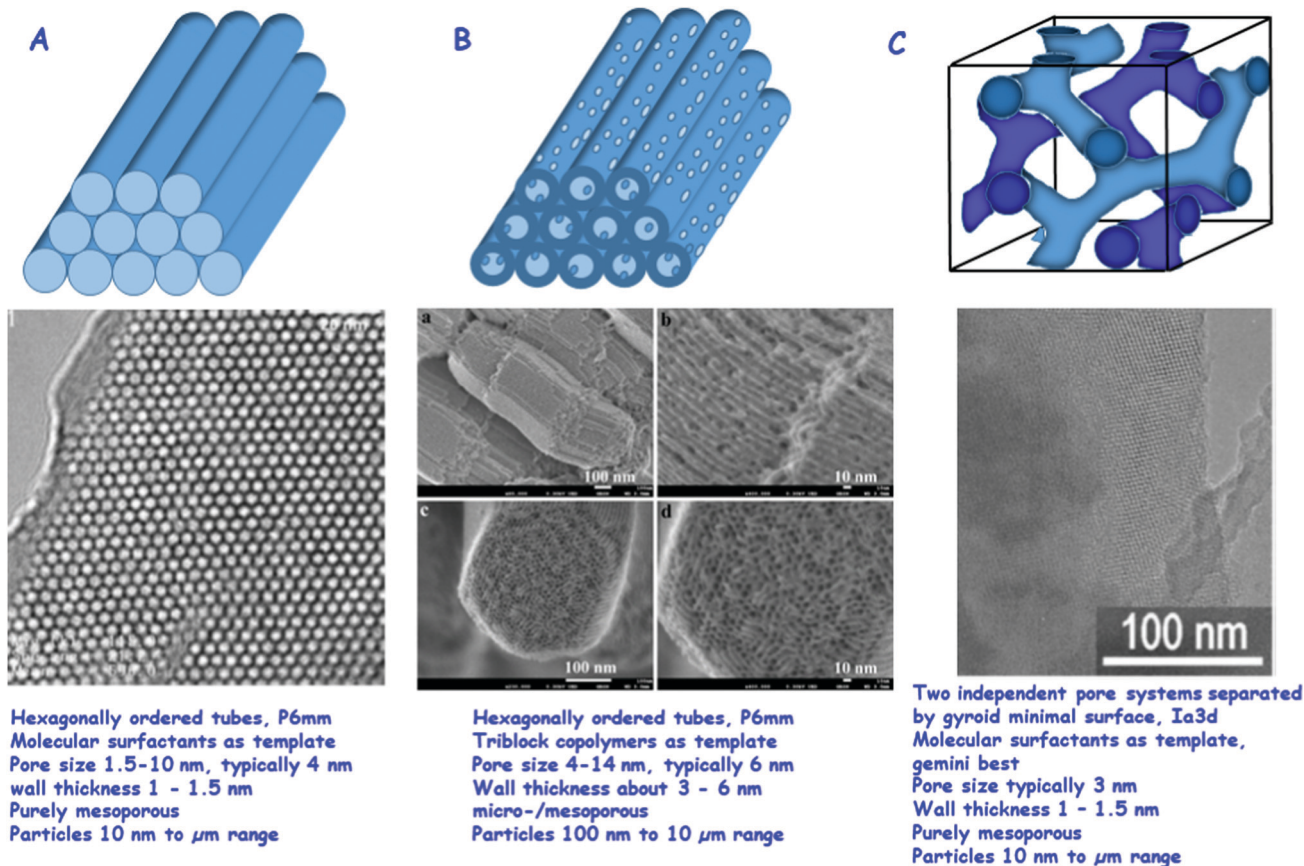 A
B
C
a
b
100 nm
10 nm
c
d
100 nm
10 nm
100 nm
Hexagonally ordered tubes, P6mm
Molecular surfactants as template
Pore size 1.5-10 nm, typically 4 nm
wall thickness 1 - 1.5 nm
Purely mesoporous
Particles 10 nm to µm range
Hexagonally ordered tubes, P6mm
Triblock copolymers as template
Pore size 4-14 nm, typically 6 nm
Wall thickness about 3 - 6 nm
micro-/mesoporous
Particles 100 nm to 10 µm range
Two independent pore systems separated
by gyroid minimal surface, Ia3d
Molecular surfactants as template,
gemini best
Pore size typically 3 nm
Wall thickness 1 - 1.5 nm
Purely mesoporous
Particles 10 nm to µm range